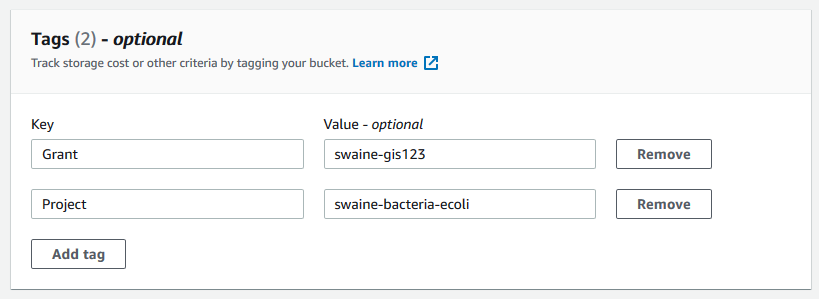 Tags (2) - optional
Track storage cost or other criteria by tagging your bucket. Learn more
Key Value - optional
Grant swaine-gis123 Remove
Project swaine-bacteria-ecoli Remove
Add tag